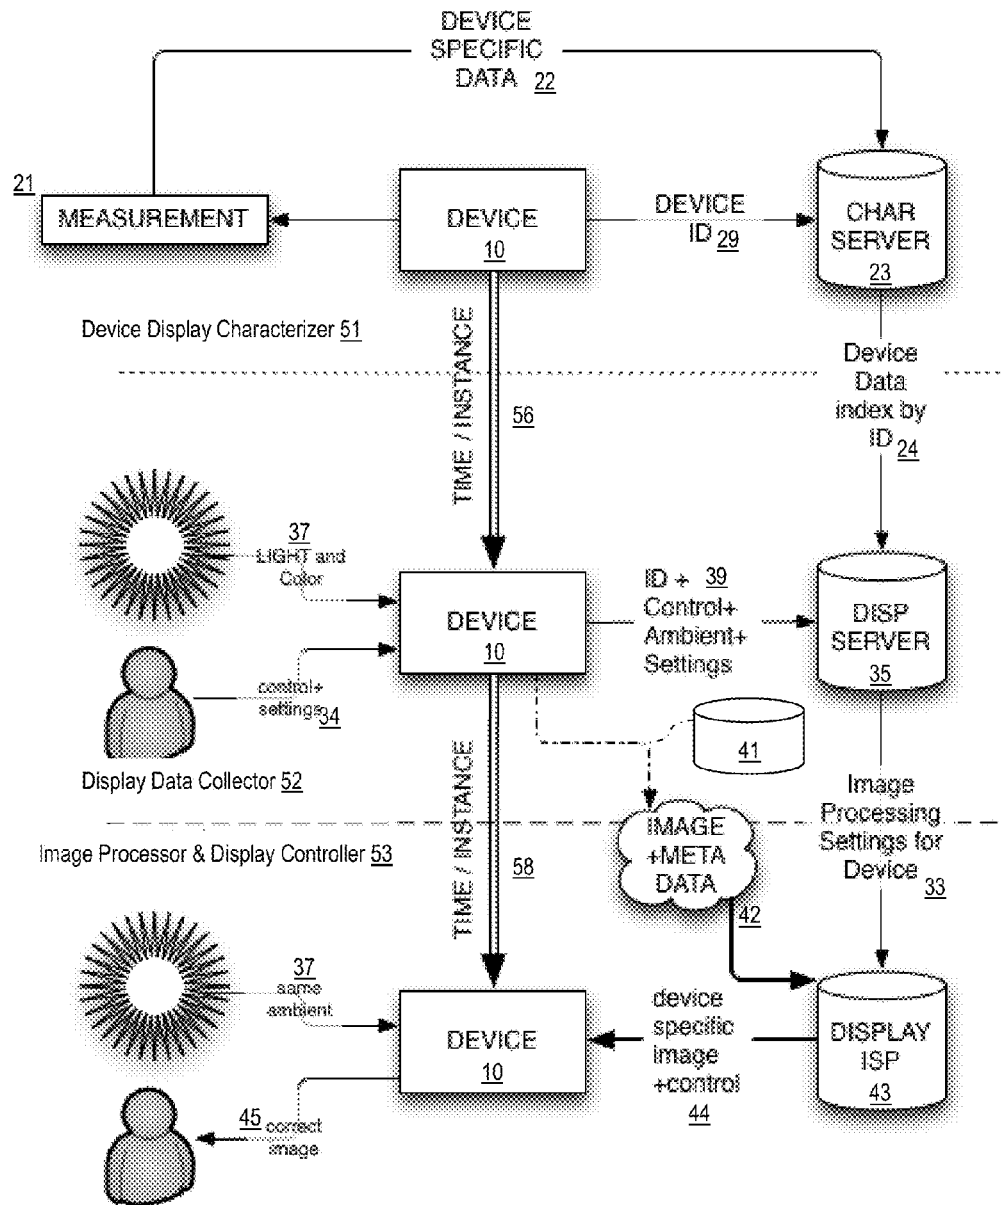 DEVICE
SPECIFIC
DATA 22
21
MEASUREMENT
DEVICE
10
DEVICE
ID 29
CHAR
SERVER
23
Device Display Characterizer 51
TIME / INSTANCE
56
Device
Data
index by
ID 24
37
LIGHT and
Color
DEVICE
10
ID + 39
Control+
Ambient+
Settings
DISP
SERVER
35
control+
settings 34
41
Display Data Collector 52
Image Processor & Display Controller 53
TIME / INSTANCE
58
IMAGE
+META
DATA
42
Image
Processing
Settings for
Device 33
37
same
ambient
DEVICE
10
device
specific
image
+control
44
DISPLAY
ISP
43
45 correct
image